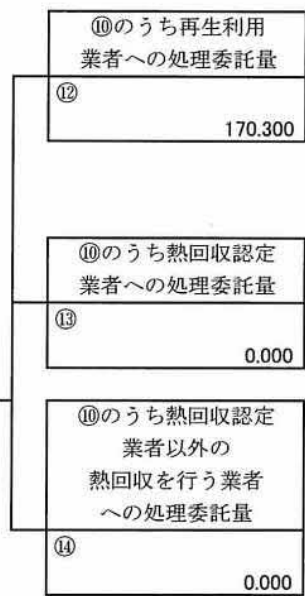 ⑩のうち再生利用
業者への処理委託量
⑫
170.300
⑩のうち熱回収認定
業者への処理委託量
⑬
0.000
⑩のうち熱回収認定
業者以外の
熱回収を行う業者
への処理委託量
⑭
0.000